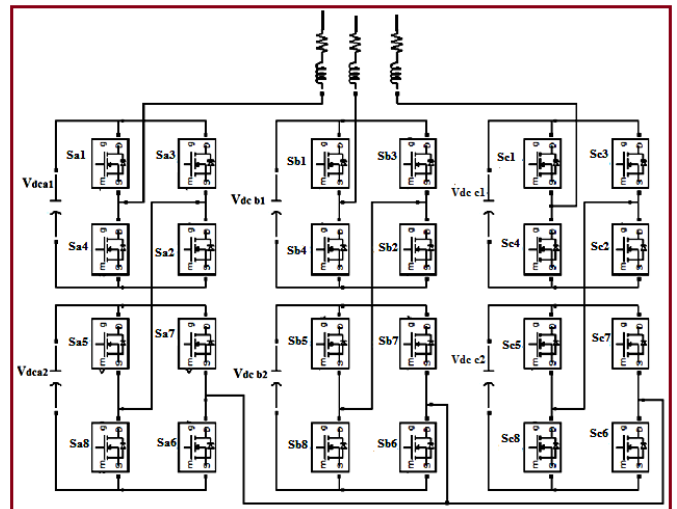 Sa1
Sa3
Sb1
Sb3
Sc1
Sc3
Vdca1
Vdc b1
Vdc c1
Sa4
Sa2
Sb4
Sb2
Sc4
Sc2
Sa5
Sa7
Sb5
Sb7
Sc5
Sc7
Vdca2
Vdc b2
Vdc c2
Sa8
Sa6
Sb8
Sb6
Sc8
Sc6